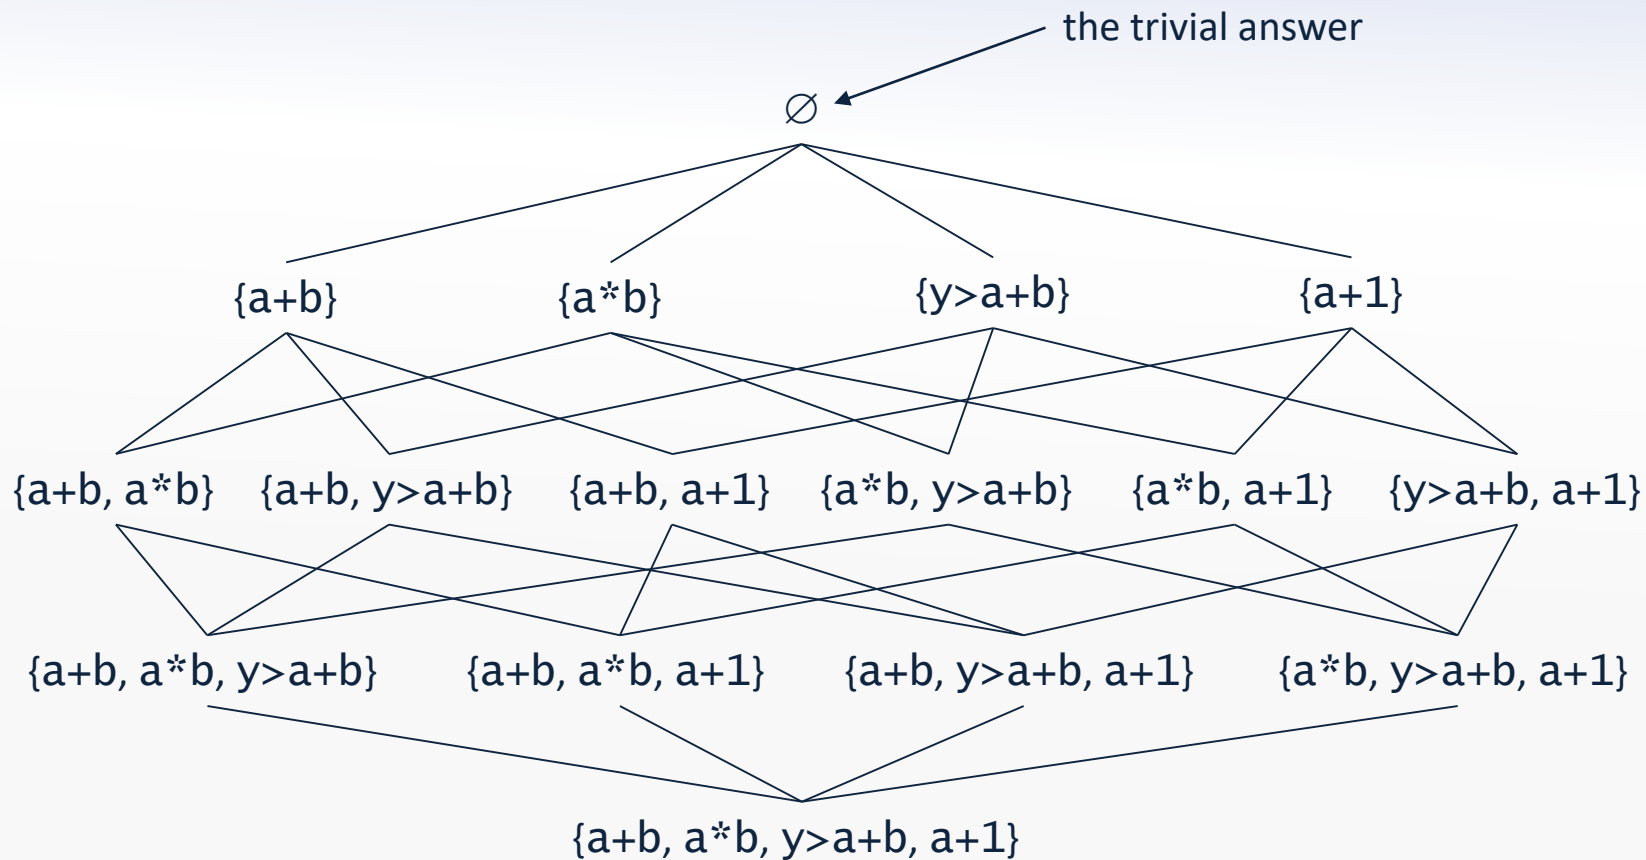 the trivial answer
∅
{a+b} {a*b} {y>a+b} {a+1}
{a+b, a*b} {a+b, y>a+b} {a+b, a+1} {a*b, y>a+b} {a*b, a+1} {y>a+b, a+1}
{a+b, a*b, y>a+b} {a+b, a*b, a+1} {a+b, y>a+b, a+1} {a*b, y>a+b, a+1}
{a+b, a*b, y>a+b, a+1}